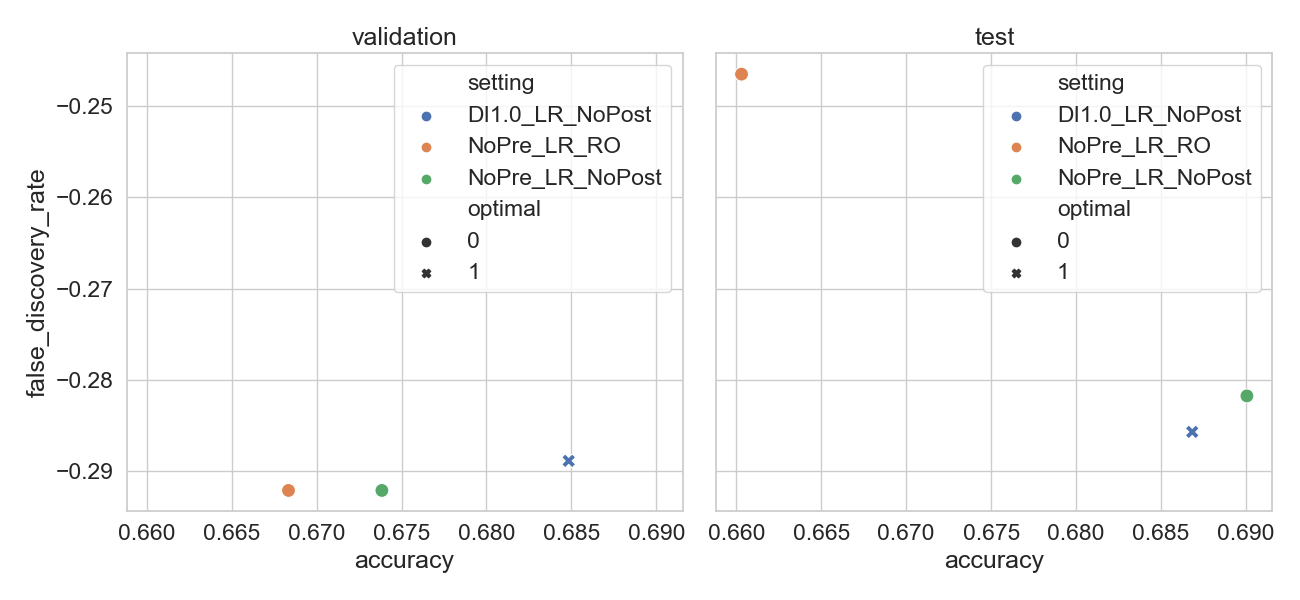 validation
test
false_discovery_rate
−0.25
−0.26
−0.27
−0.28
−0.29
setting
DI1.0_LR_NoPost
NoPre_LR_RO
NoPre_LR_NoPost
optimal
0
1
setting
DI1.0_LR_NoPost
NoPre_LR_RO
NoPre_LR_NoPost
optimal
0
1
0.660 0.665 0.670 0.675 0.680 0.685 0.690
0.660 0.665 0.670 0.675 0.680 0.685 0.690
accuracy
accuracy